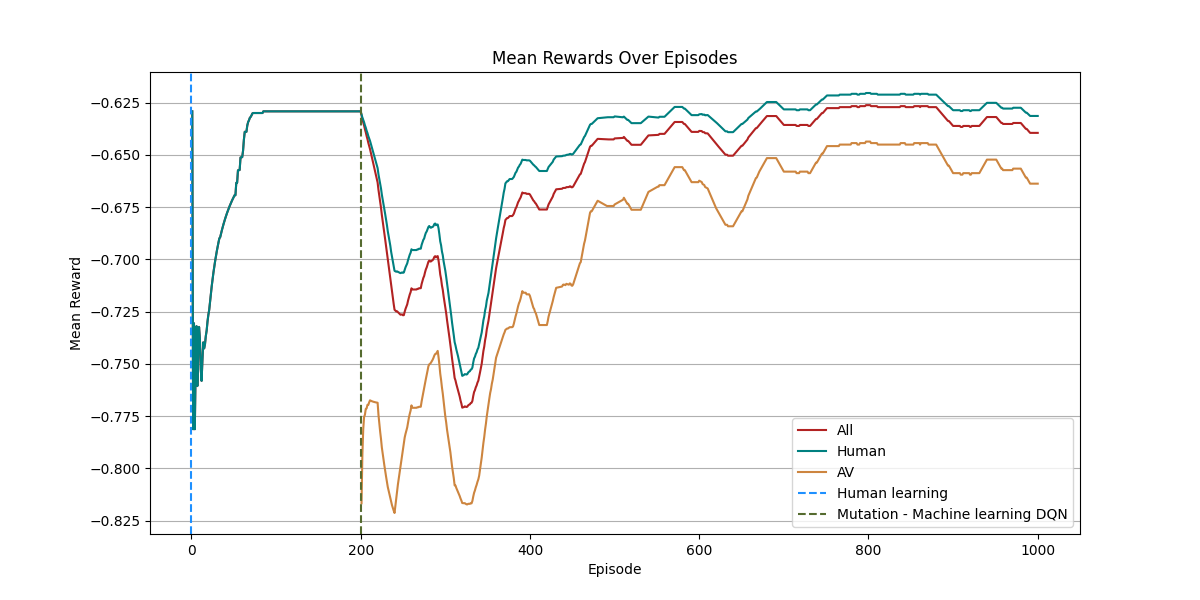 Mean Rewards Over Episodes
Mean Reward
−0.625
−0.650
−0.675
−0.700
−0.725
−0.750
−0.775
−0.800
−0.825
All
Human
AV
Human learning
Mutation - Machine learning DQN
0 200 400 600 800 1000
Episode